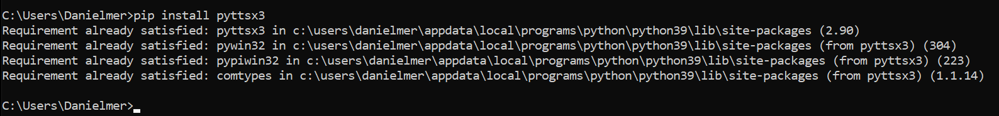 C:\Users\Danielmer>pip install pyttsx3
Requirement already satisfied: pyttsx3 in c:\users\danielmer\appdata\local\programs\python\python39\lib\site-packages (2.90)
Requirement already satisfied: pywin32 in c:\users\danielmer\appdata\local\programs\python\python39\lib\site-packages (from pyttsx3) (304)
Requirement already satisfied: pypiwin32 in c:\users\danielmer\appdata\local\programs\python\python39\lib\site-packages (from pyttsx3) (223)
Requirement already satisfied: comtypes in c:\users\danielmer\appdata\local\programs\python\python39\lib\site-packages (from pyttsx3) (1.1.14)
C:\Users\Danielmer>